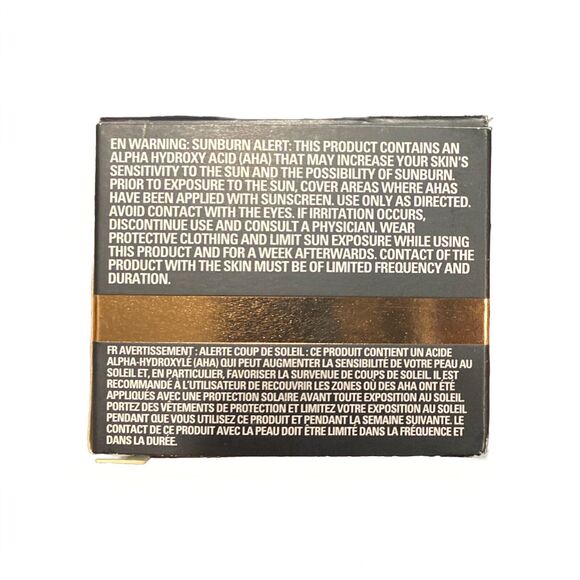 EN WARNING: SUNBURN ALERT: THIS PRODUCT CONTAINS AN
ALPHA HYDROXY ACID (AHA) THAT MAY INCREASE YOUR SKIN'S
SENSITIVITY TO THE SUN AND THE POSSIBILITY OF SUNBURN.
PRIOR TO EXPOSURE TO THE SUN, COVER AREAS WHERE AHAS
HAVE BEEN APPLIED WITH SUNSCREEN. USE ONLY AS DIRECTED.
AVOID CONTACT WITH THE EYES. IF IRRITATION OCCURS,
DISCONTINUE USE AND CONSULT A PHYSICIAN. WEAR
PROTECTIVE CLOTHING AND LIMIT SUN EXPOSURE WHILE USING
THIS PRODUCT AND FOR A WEEK AFTERWARDS. CONTACT OF THE
PRODUCT WITH THE SKIN MUST BE OF LIMITED FREQUENCY AND
DURATION.
FR AVERTISSEMENT : ALERTE COUP DE SOLEIL : CE PRODUIT CONTIENT UN ACIDE
ALPHA-HYDROXYLÉ (AHA) QUI PEUT AUGMENTER LA SENSIBILITÉ DE VOTRE PEAU AU
SOLEIL ET, EN PARTICULIER, FAVORISER LA SURVENUE DE COUPS DE SOLEIL. IL EST
RECOMMANDÉ À L'UTILISATEUR DE RECOUVRIR LES ZONES OÙ DES AHA ONT ÉTÉ
APPLIQUÉS AVEC UNE PROTECTION SOLAIRE AVANT TOUTE EXPOSITION AU SOLEIL.
PORTEZ DES VÊTEMENTS DE PROTECTION ET LIMITEZ VOTRE EXPOSITION AU SOLEIL
PENDANT QUE VOUS UTILISEZ CE PRODUIT ET PENDANT LA SEMAINE SUIVANTE. LE
CONTACT DE CE PRODUIT AVEC LA PEAU DOIT ÊTRE LIMITÉ DANS LA FRÉQUENCE ET
DANS LA DURÉE.